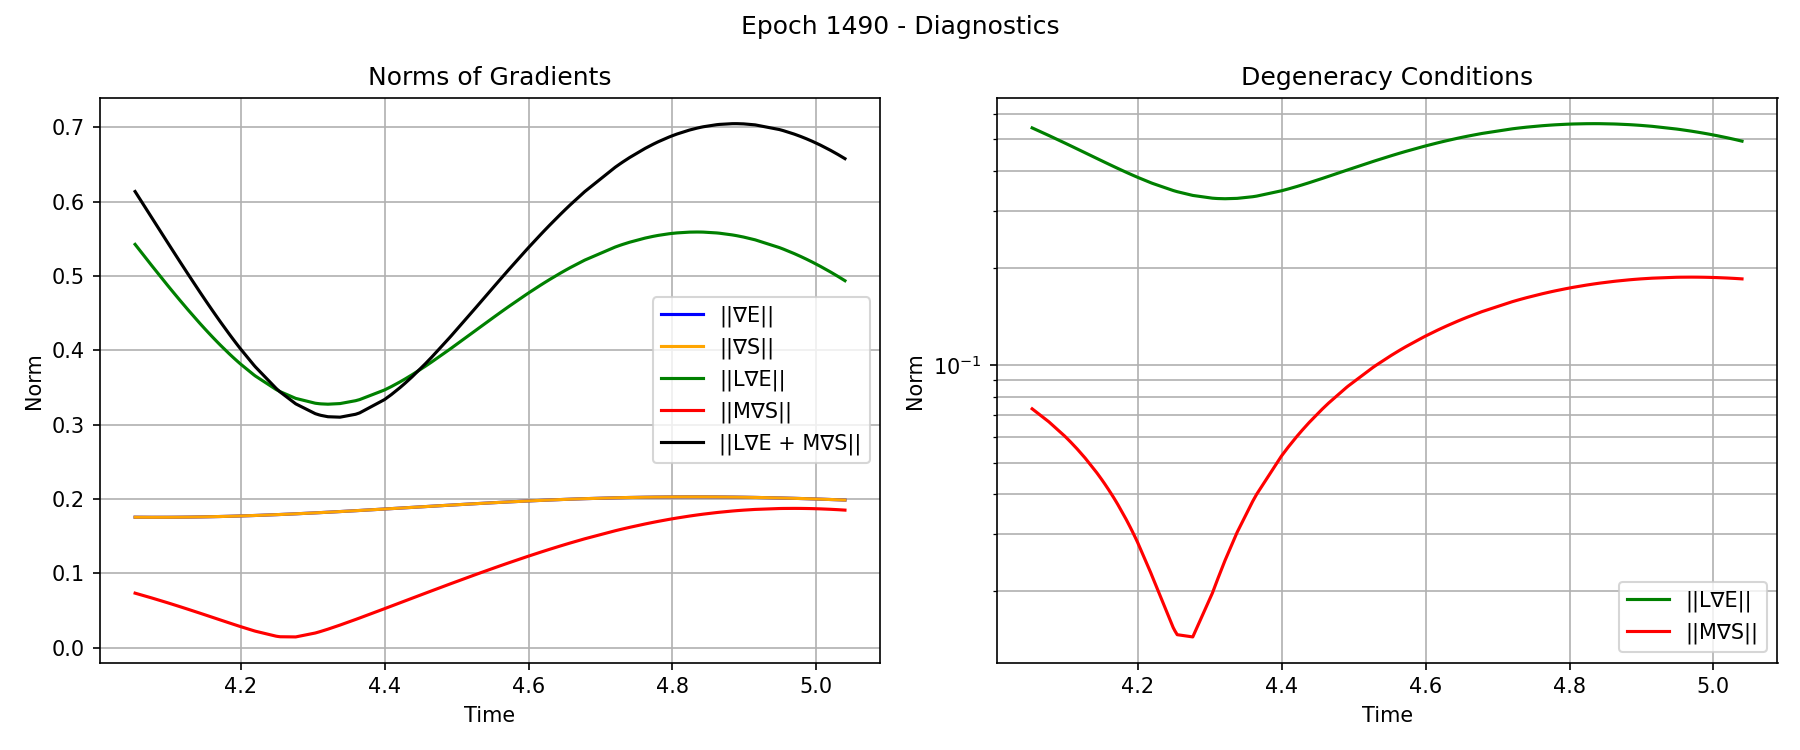 Epoch 1490 - Diagnostics
Norms of Gradients
0.7
0.6
0.5
0.4
0.3
0.2
0.1
0.0
Norm
4.2 4.4 4.6 4.8 5.0
Time
||∇E||
||∇S||
||L∇E||
||M∇S||
||L∇E + M∇S||
Degeneracy Conditions
10⁻¹
Norm
4.2 4.4 4.6 4.8 5.0
Time
||L∇E||
||M∇S||